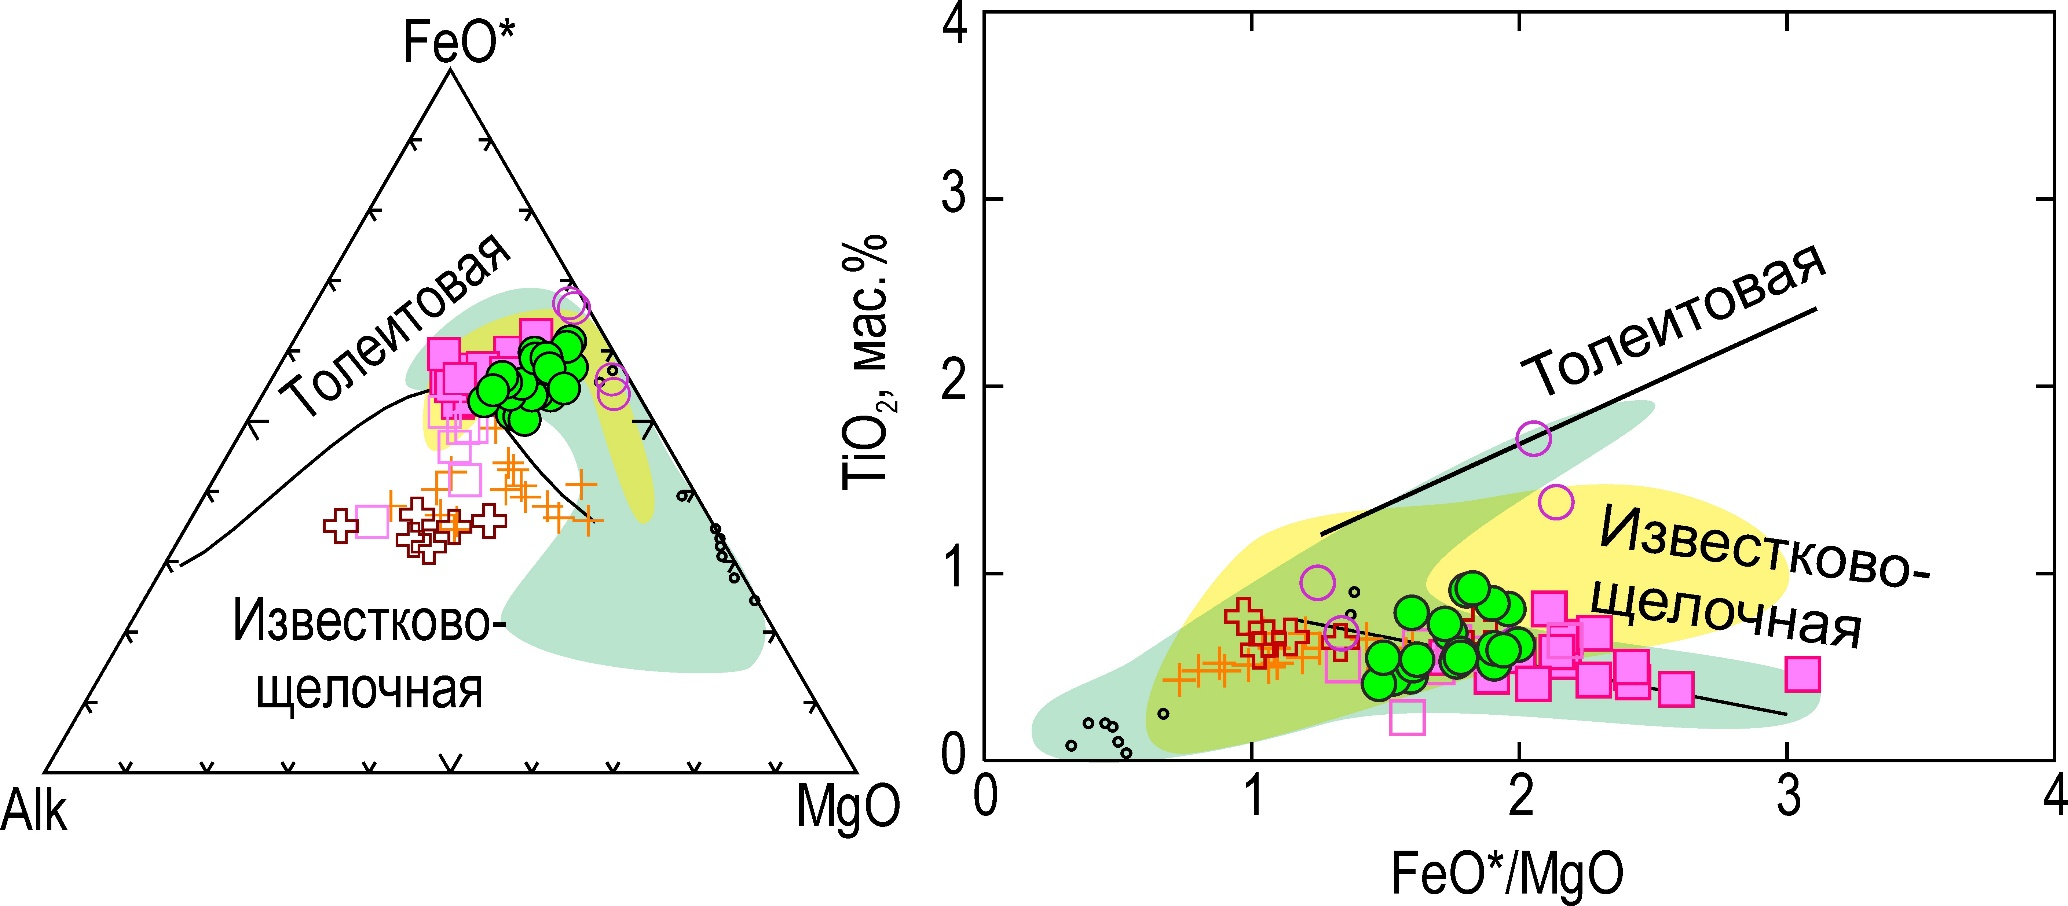 FeO*
Толеитовая
Известково-
щелочная
Alk
MgO
4
3
2
1
0
TiO2, мас.%
Толеитовая
Известково-
щелочная
0
1
2
3
4
FeO*/MgO